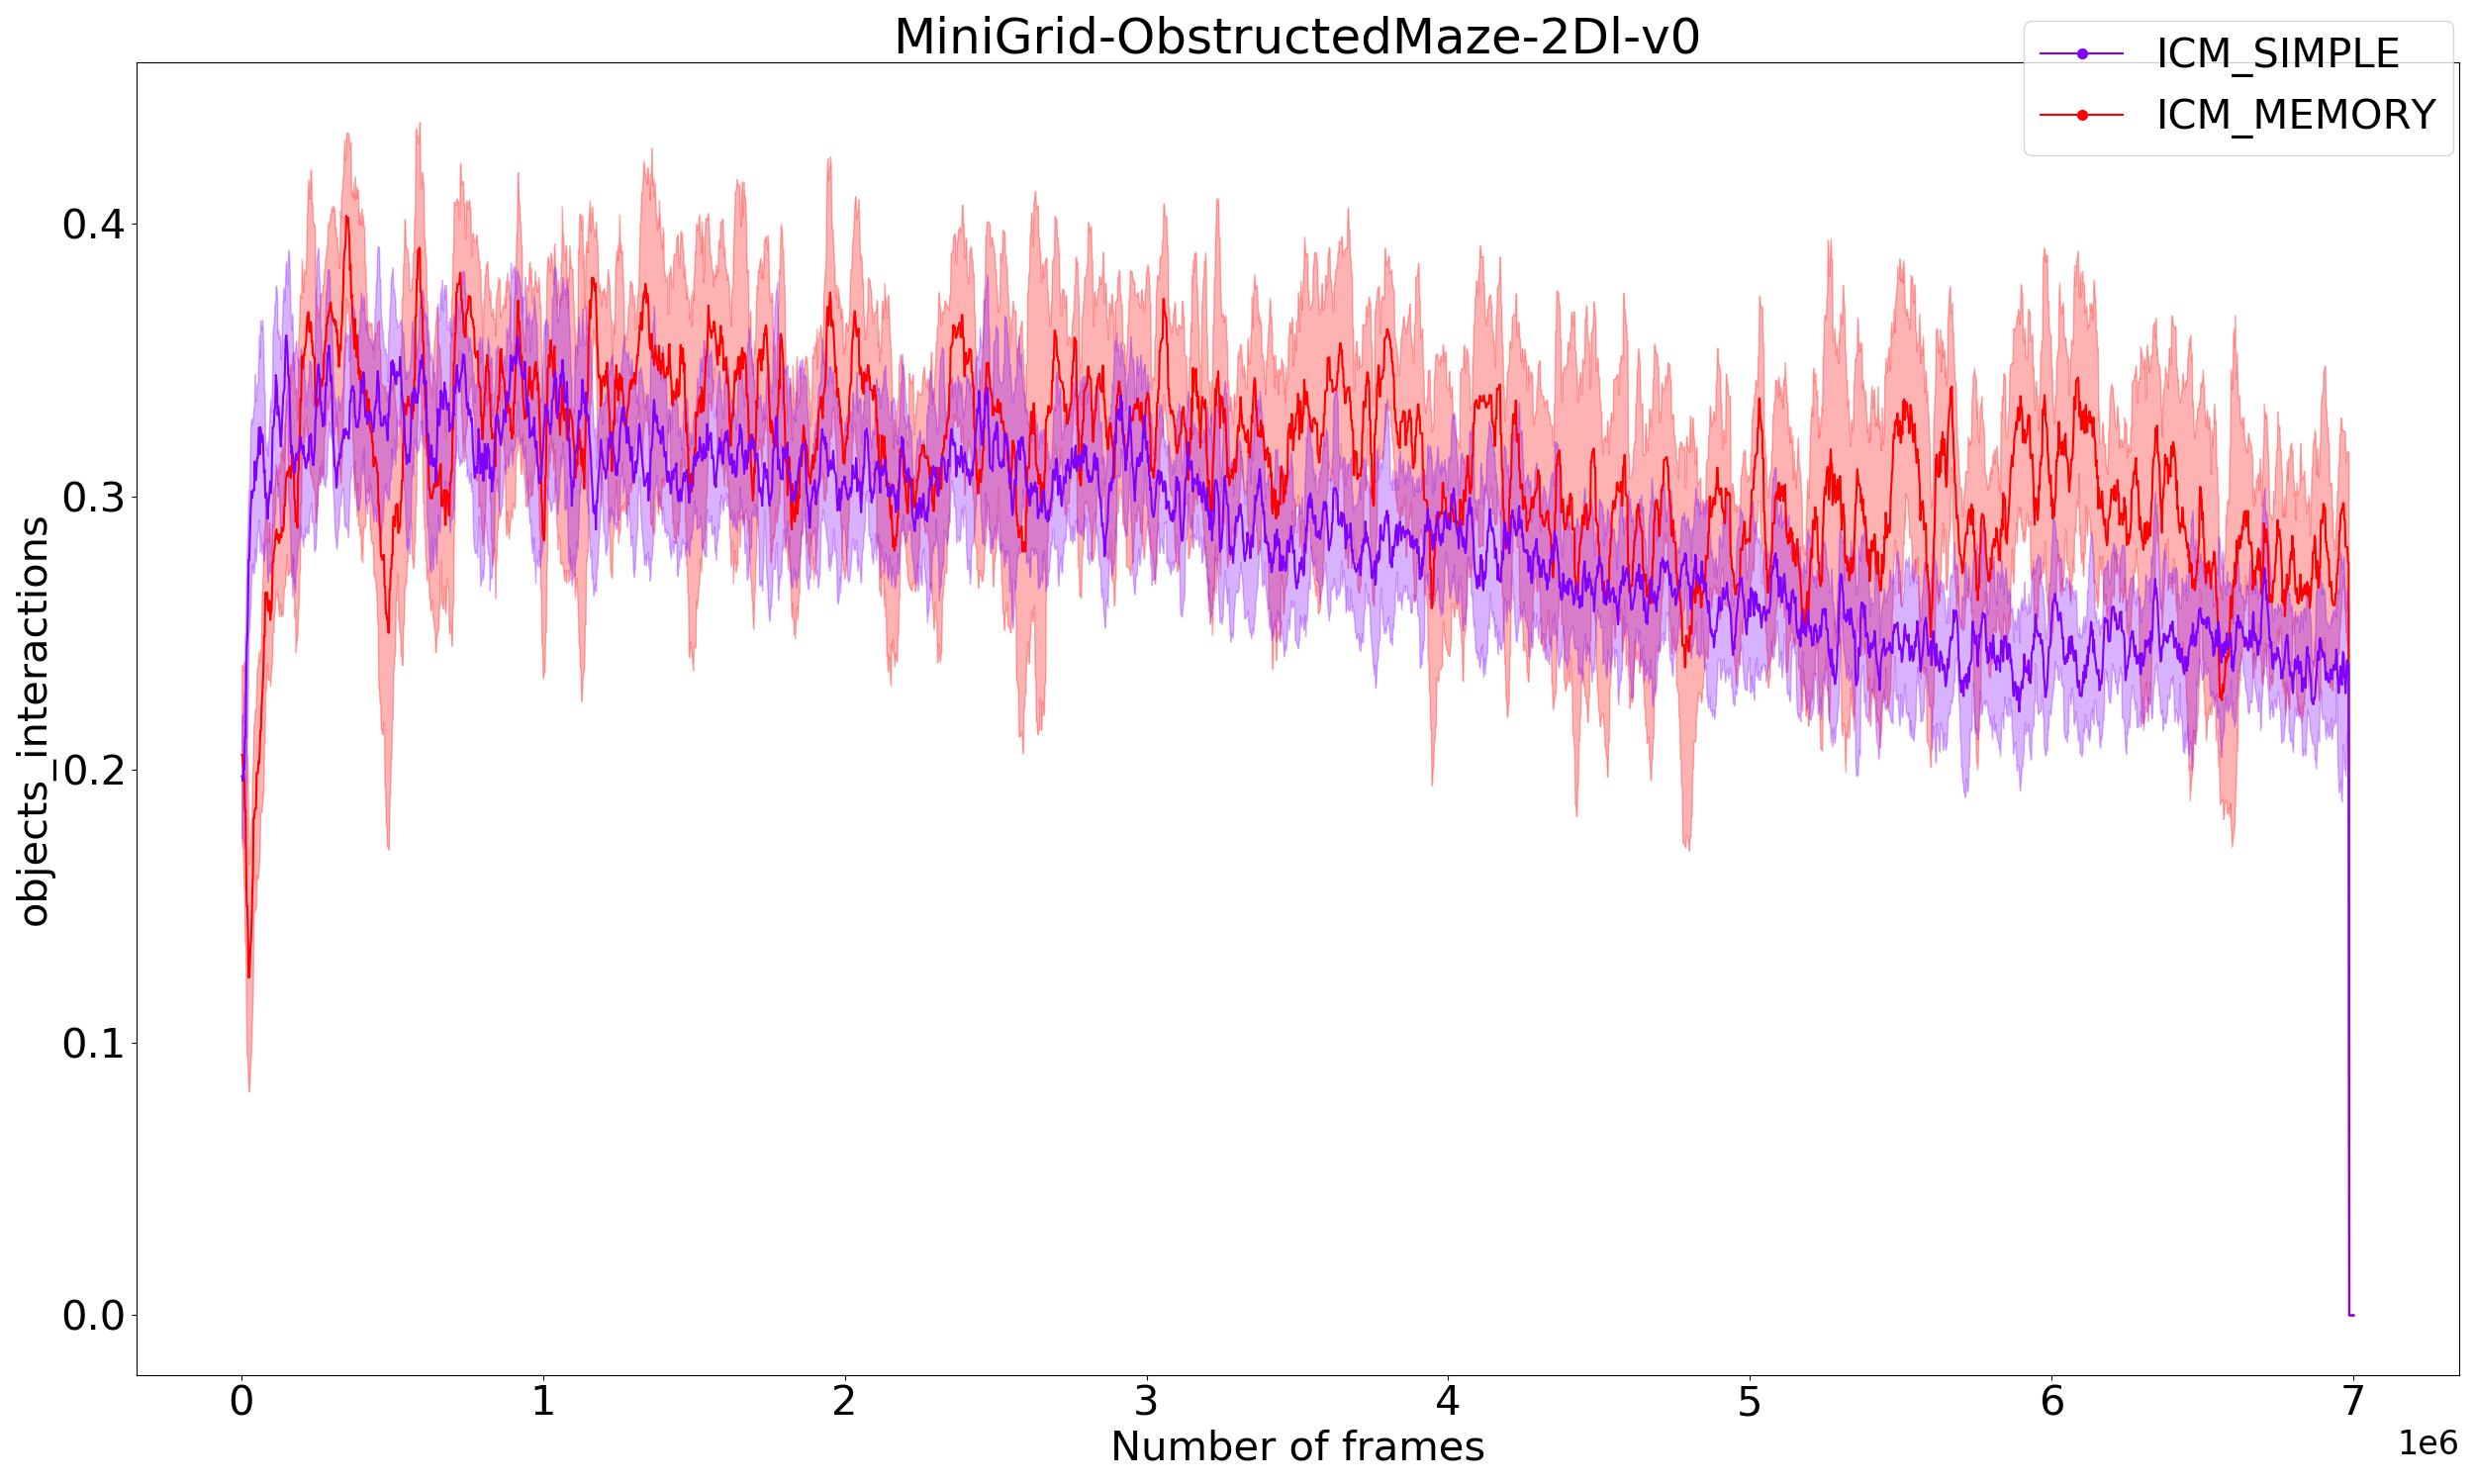 MiniGrid-ObstructedMaze-2Dl-v0
ICM_SIMPLE
ICM_MEMORY
objects_interactions
0.4
0.3
0.2
0.1
0.0
0 1 2 3 4 5 6 7
Number of frames
1e6